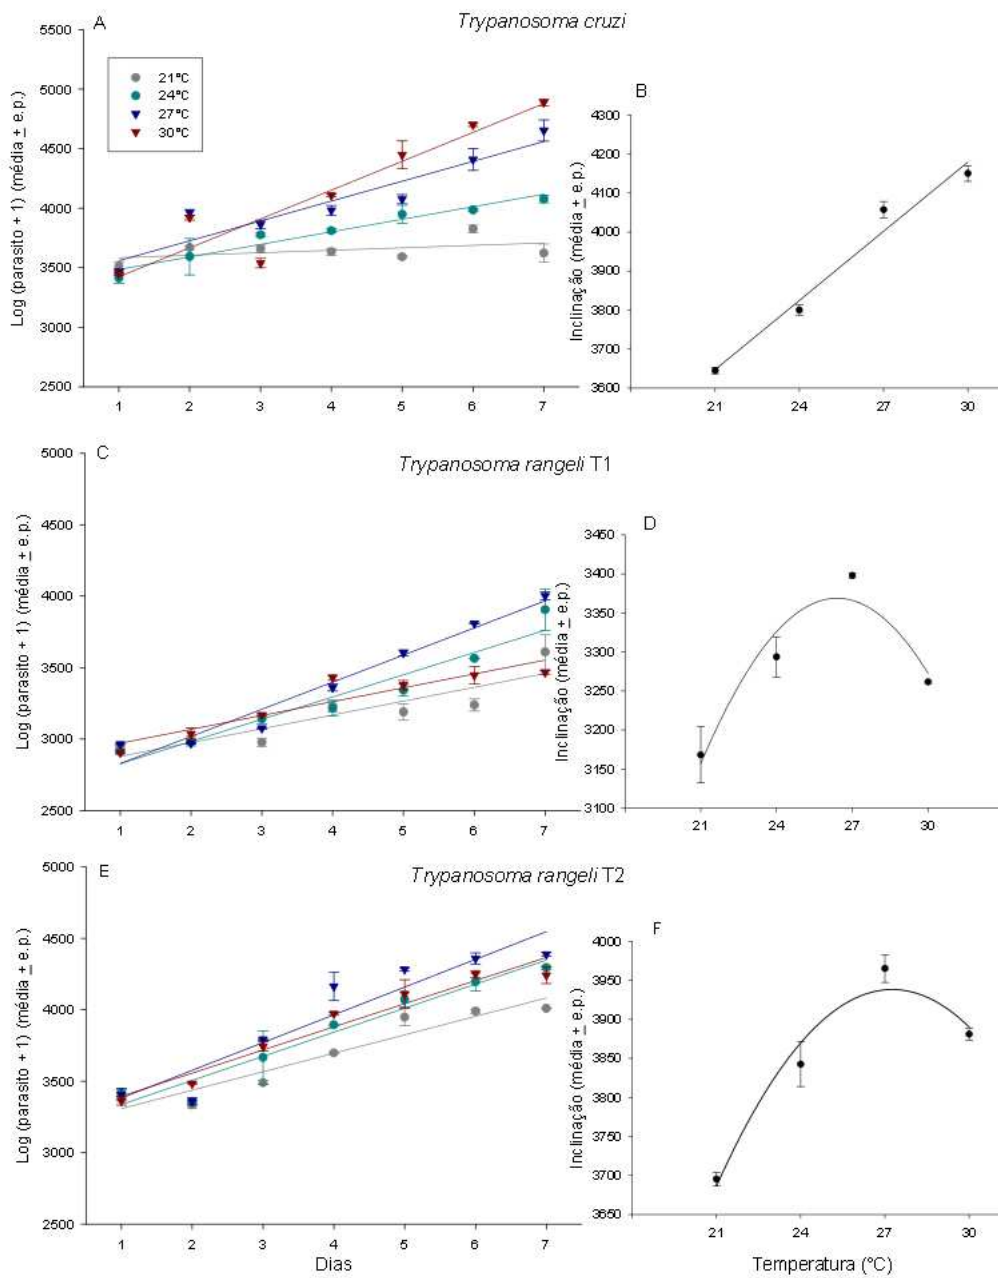 Trypanosoma cruzi
A
5500
5000
4500
4000
3500
3000
2500
Log (parasito + 1) (média ± e.p.)
21°C
24°C
27°C
30°C
1 2 3 4 5 6 7
B
4300
4200
4100
4000
3900
3800
3700
3600
Inclinação (média ± e.p.)
21 24 27 30
Trypanosoma rangeli T1
C
5000
4500
4000
3500
3000
2500
Log (parasito + 1) (média ± e.p.)
1 2 3 4 5 6 7
D
3450
3400
3350
3300
3250
3200
3150
3100
Inclinação (média ± e.p.)
21 24 27 30
Trypanosoma rangeli T2
E
5000
4500
4000
3500
3000
2500
Log (parasito + 1) (média ± e.p.)
1 2 3 4 5 6 7
Dias
F
4000
3950
3900
3850
3800
3750
3700
3650
Inclinação (média ± e.p.)
21 24 27 30
Temperatura (°C)